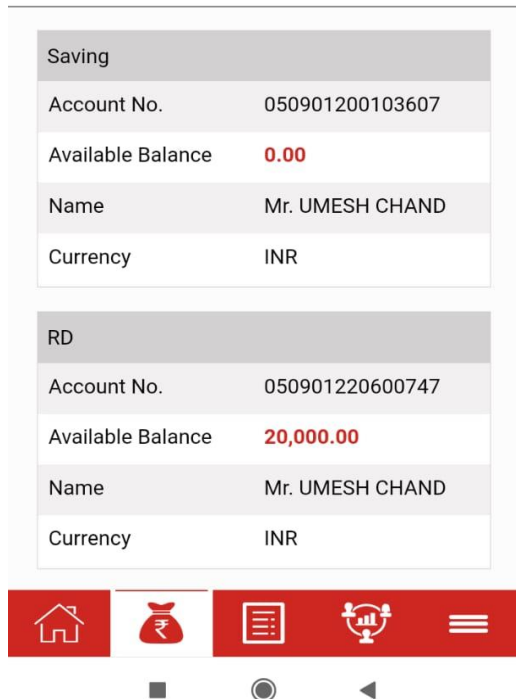 Saving
Account No. 050901200103607
Available Balance 0.00
Name Mr. UMESH CHAND
Currency INR
RD
Account No. 050901220600747
Available Balance 20,000.00
Name Mr. UMESH CHAND
Currency INR
₹